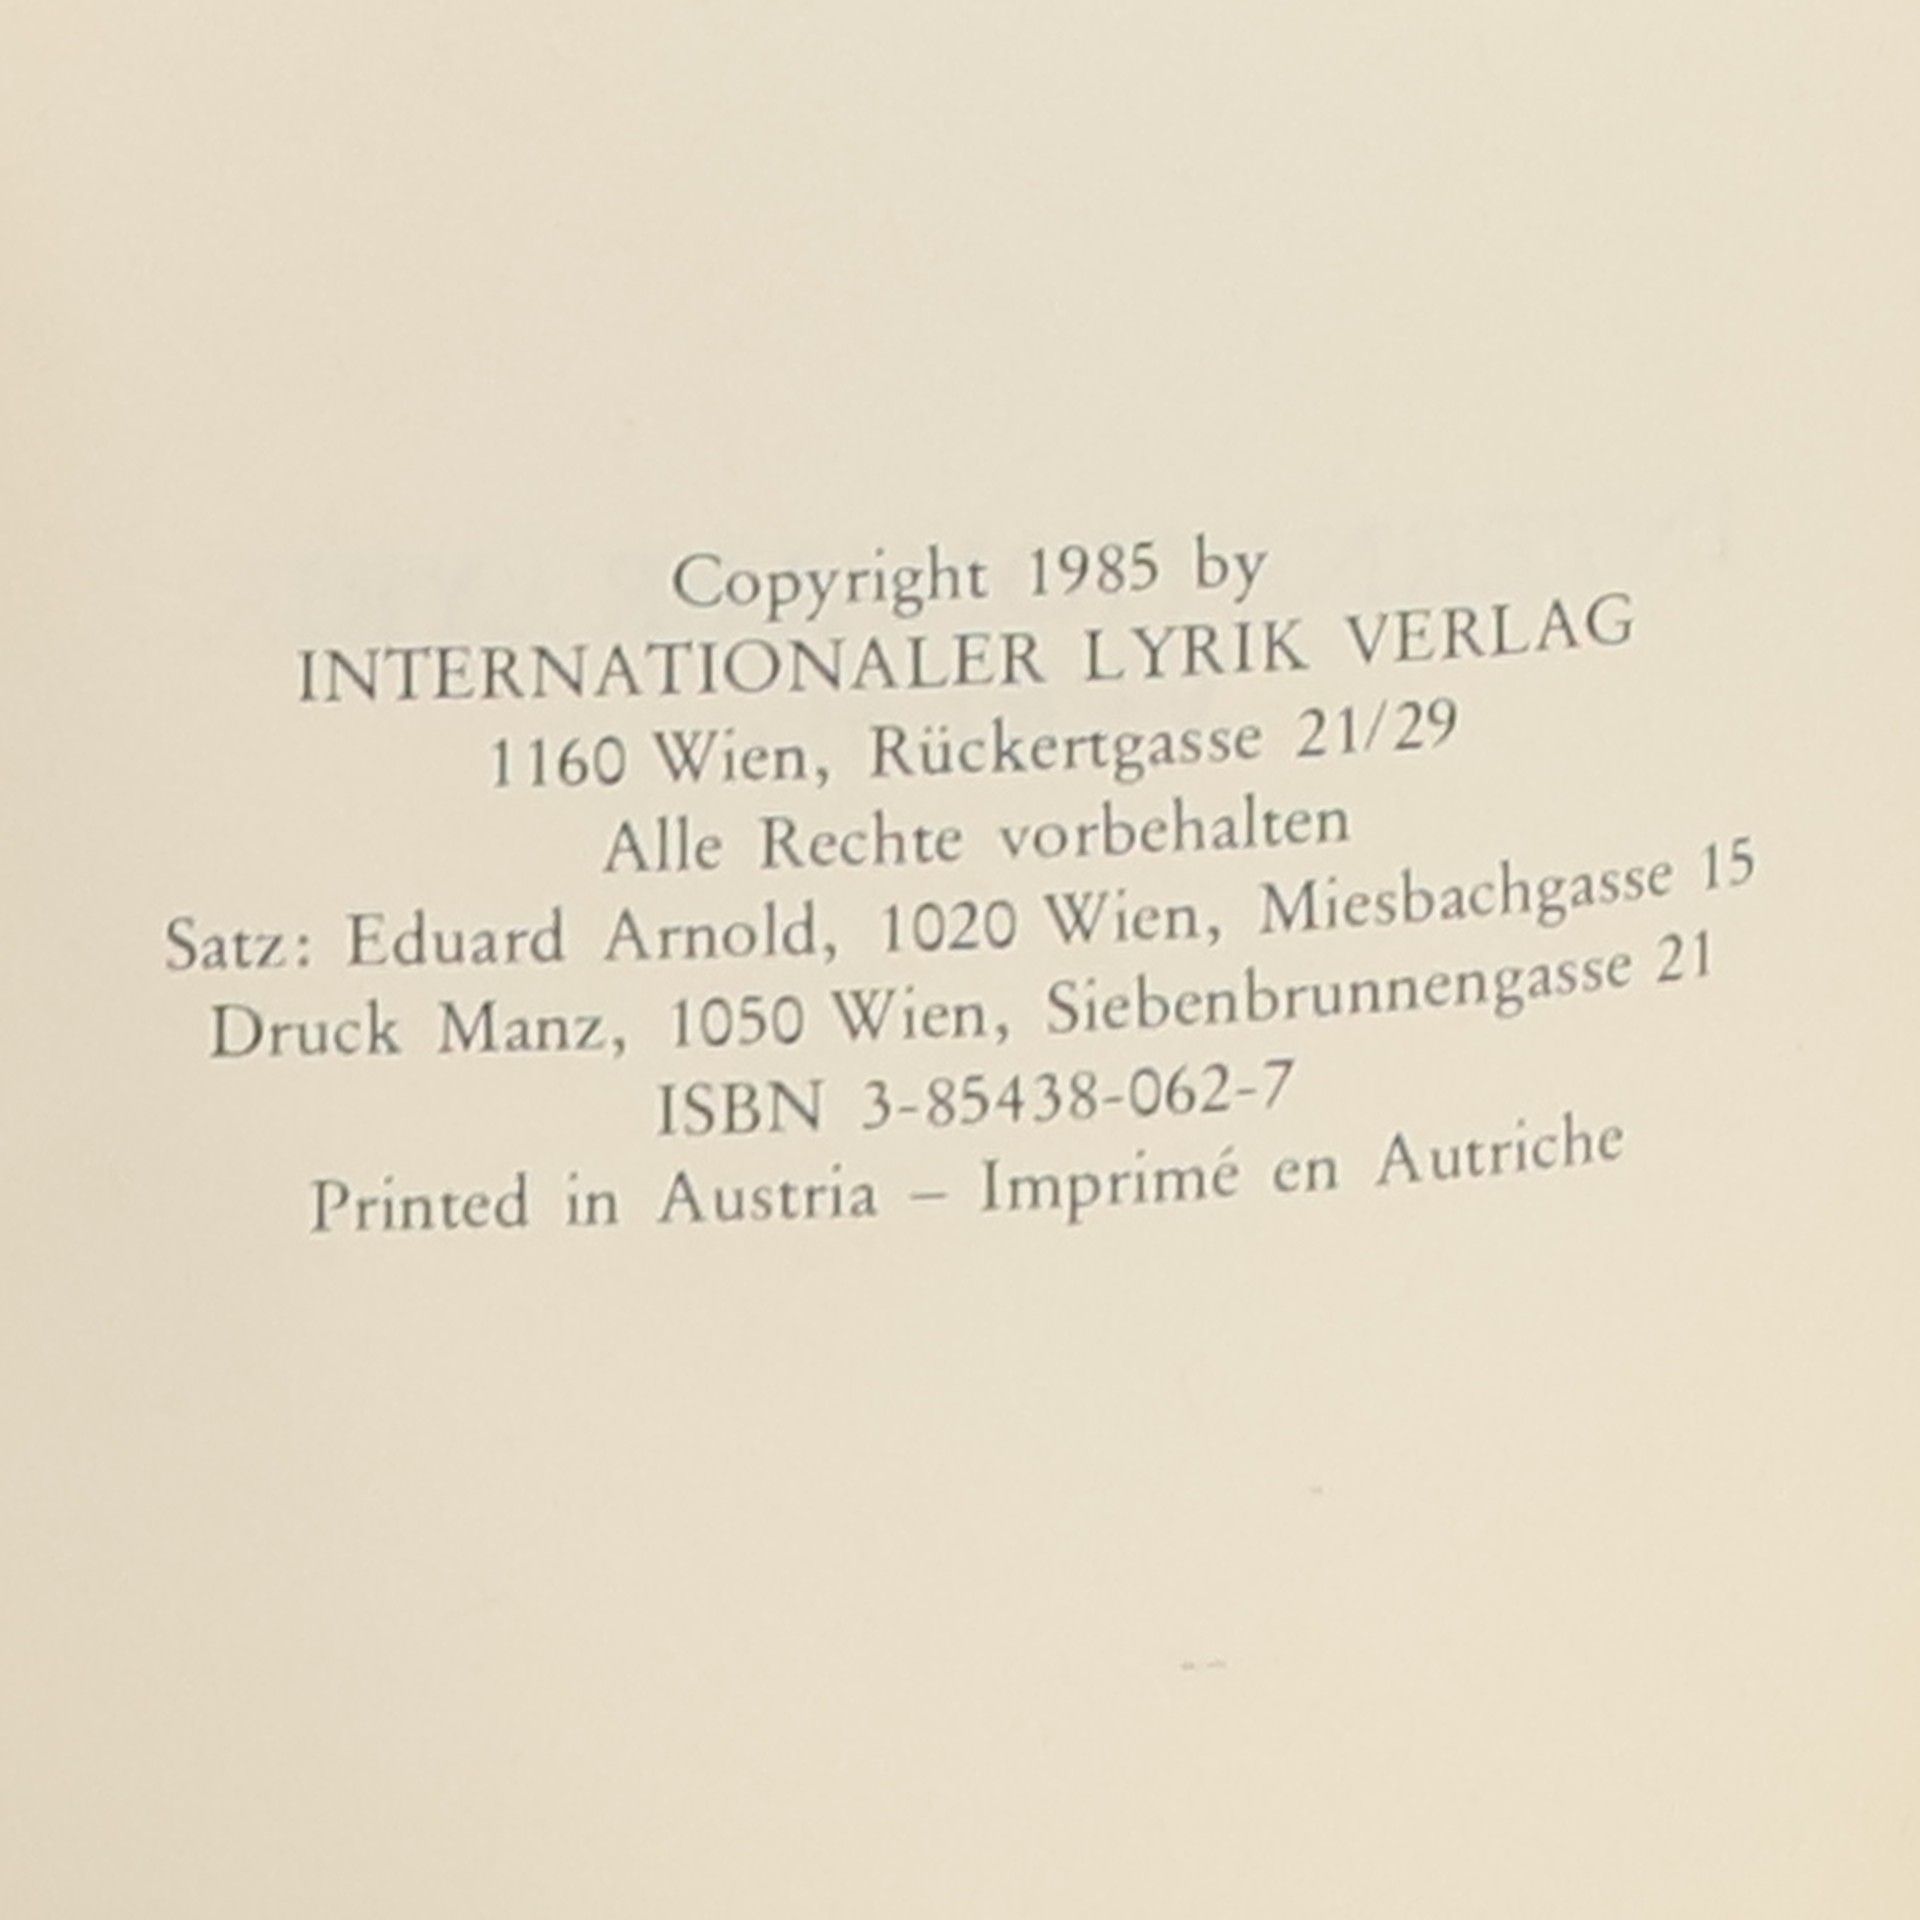 Copyright 1985 by
INTERNATIONALER LYRIK VERLAG
1160 Wien, Rückertgasse 21/29
Alle Rechte vorbehalten
Satz: Eduard Arnold, 1020 Wien, Miesbachgasse 15
Druck Manz, 1050 Wien, Siebenbrunnengasse 21
ISBN 3-85438-062-7
Printed in Austria – Imprimé en Autriche